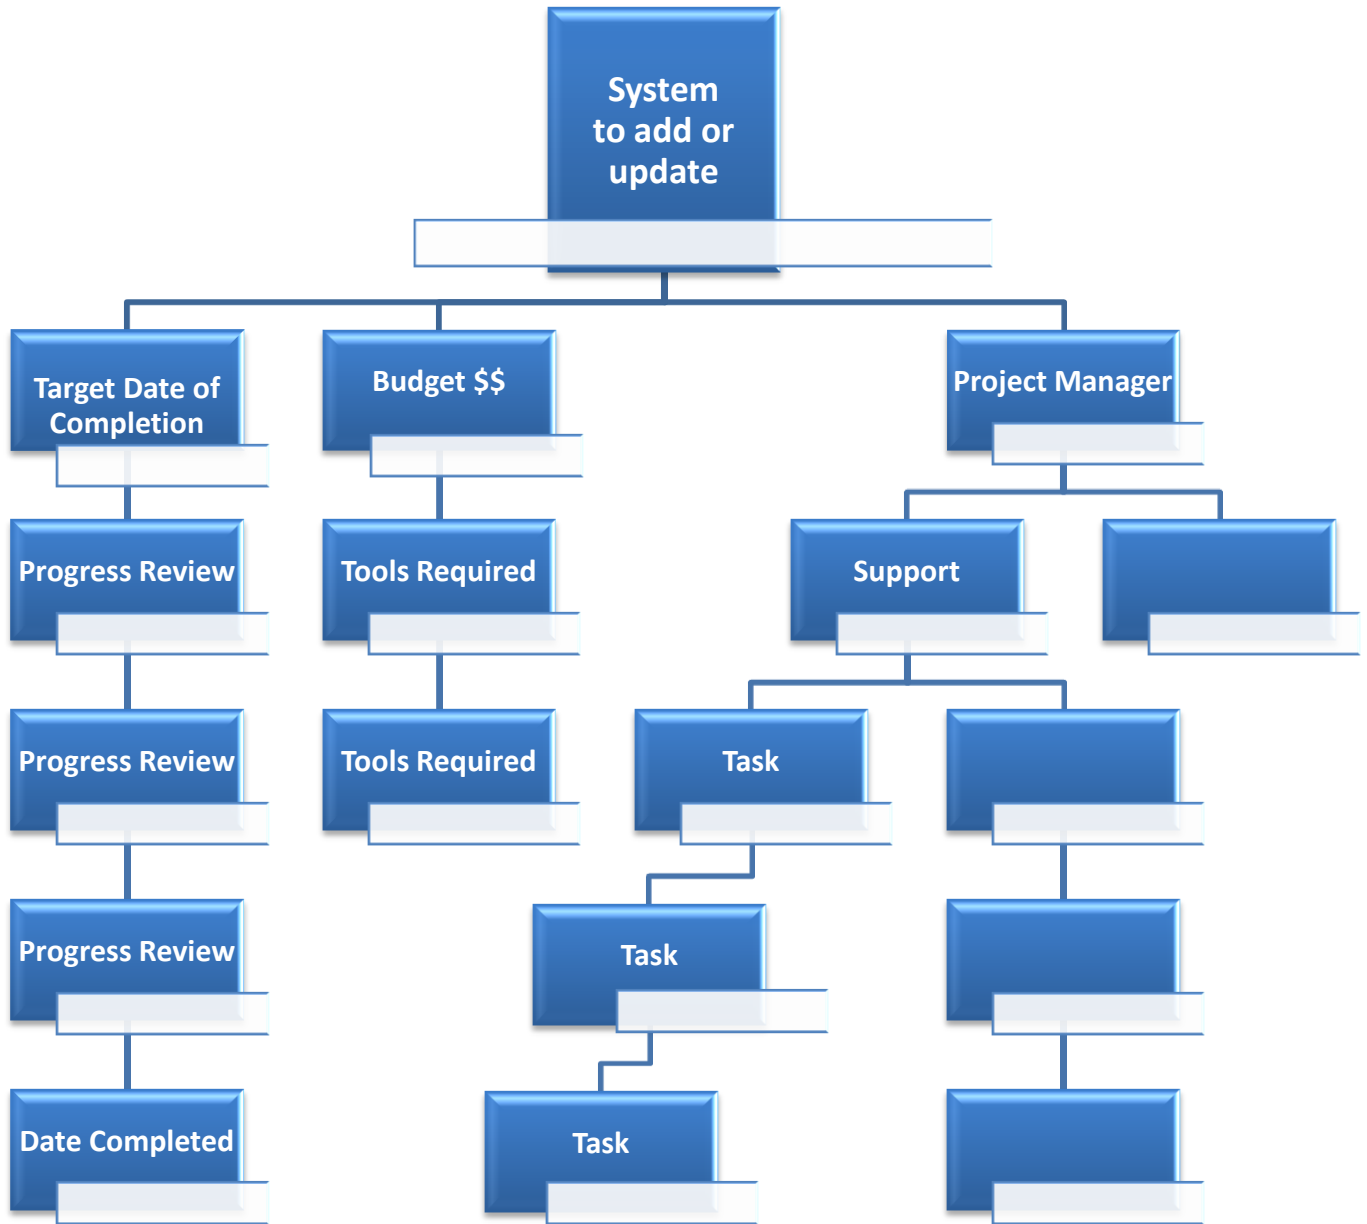 System
to add or
update
Target Date of
Completion
Budget $$
Project Manager
Progress Review
Tools Required
Support
Progress Review
Tools Required
Task
Progress Review
Task
Date Completed
Task